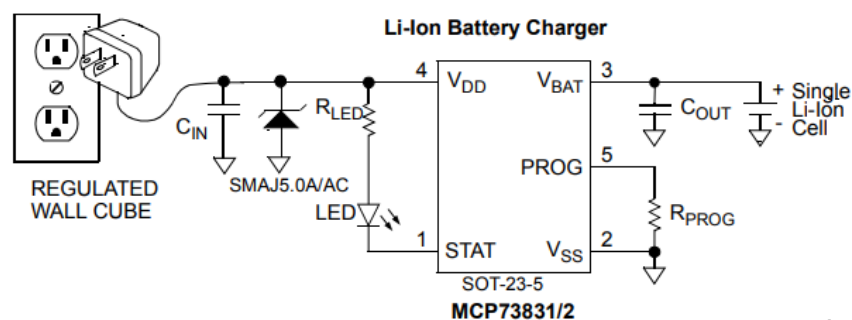 Li-Ion Battery Charger
4
VDD
VBAT
3
+ Single
Li-Ion
- Cell
CIN
RLED
COUT
PROG
5
SMAJ5.0A/AC
REGULATED
WALL CUBE
LED
RPROG
1
STAT
VSS
2
SOT-23-5
MCP73831/2